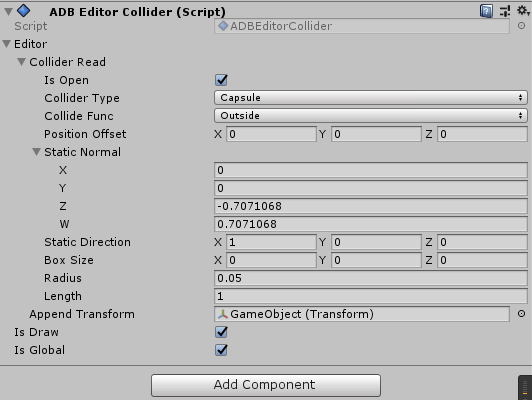 ADB Editor Collider (Script)
Script ADBEditorCollider
Editor
Collider Read
Is Open
Collider Type Capsule
Collide Func Outside
Position Offset X 0 Y 0 Z 0
Static Normal
X 0
Y 0
Z -0.7071068
W 0.7071068
Static Direction X 1 Y 0 Z 0
Box Size X 0 Y 0 Z 0
Radius 0.05
Length 1
Append Transform GameObject (Transform)
Is Draw
Is Global
Add Component